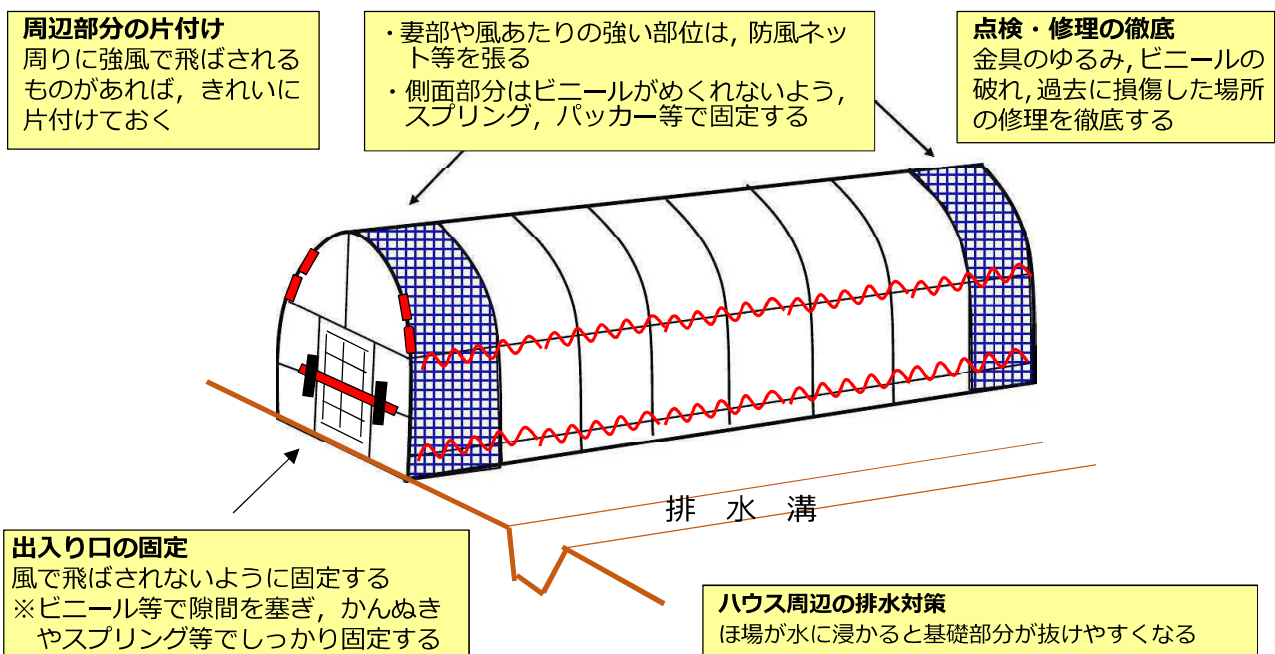 周辺部分の片付け
周りに強風で飛ばされる
ものがあれば，きれいに
片付けておく
・妻部や風あたりの強い部位は，防風ネッ
ト等を張る
・側面部分はビニールがめくれないよう，
スプリング，パッカー等で固定する
点検・修理の徹底
金具のゆるみ，ビニールの
破れ，過去に損傷した場所
の修理を徹底する
排水溝
出入り口の固定
風で飛ばされないように固定する
※ビニール等で隙間を塞ぎ，かんぬき
やスプリング等でしっかり固定する
ハウス周辺の排水対策
ほ場が水に浸かると基礎部分が抜けやすくなる